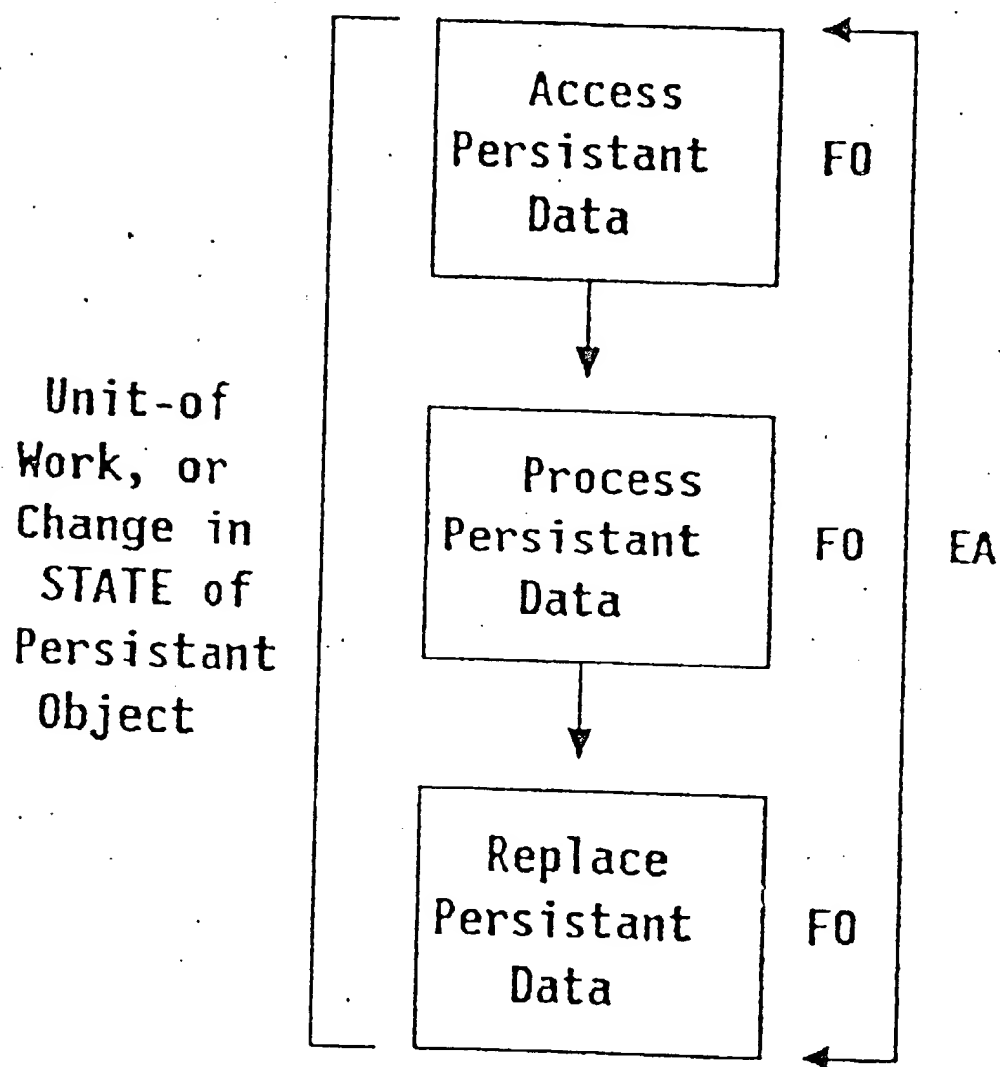 Access
Persistant
Data
FO
Unit-of
Work, or
Change in
STATE of
Persistant
Object
Process
Persistant
Data
FO
EA
Replace
Persistant
Data
FO